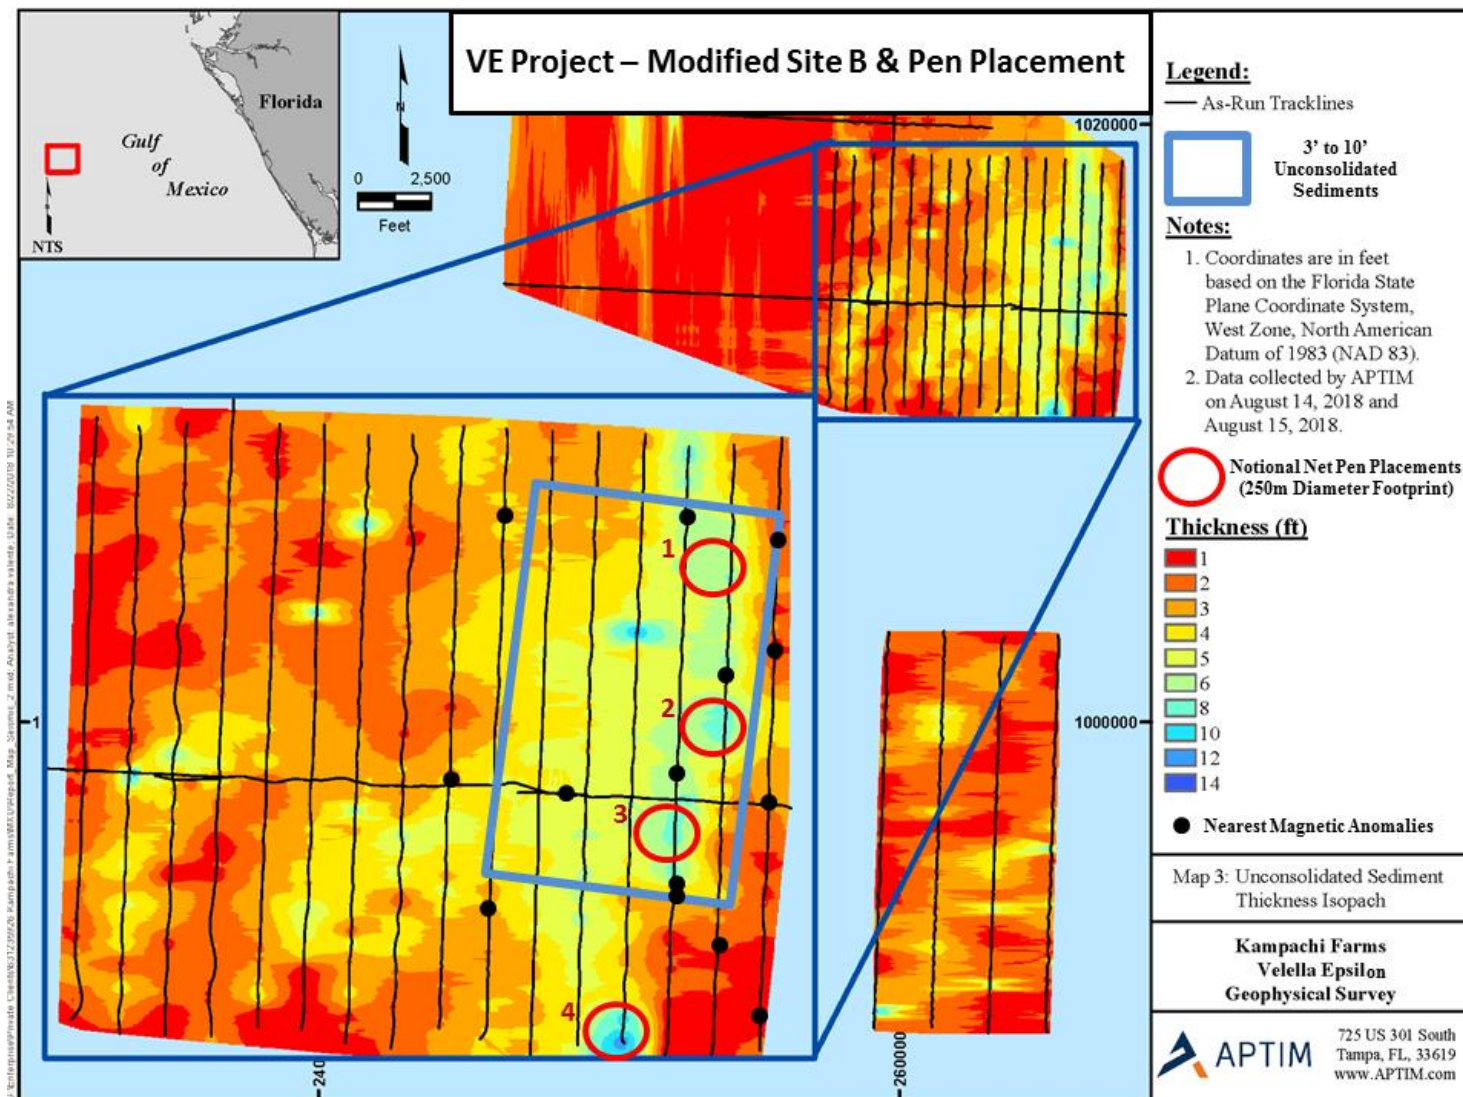 VE Project – Modified Site B & Pen Placement
Florida
Gulf
of
Mexico
NTS
N
0 2,500
Feet
1020000
1000000
1
240
260000
1
2
3
4
Legend:
As-Run Tracklines
3' to 10'
Unconsolidated
Sediments
Notes:
1. Coordinates are in feet
based on the Florida State
Plane Coordinate System,
West Zone, North American
Datum of 1983 (NAD 83).
2. Data collected by APTIM
on August 14, 2018 and
August 15, 2018.
Notional Net Pen Placements
(250m Diameter Footprint)
Thickness (ft)
1
2
3
4
5
6
8
10
12
14
Nearest Magnetic Anomalies
Map 3: Unconsolidated Sediment
Thickness Isopach
Kampachi Farms
Velella Epsilon
Geophysical Survey
APTIM
725 US 301 South
Tampa, FL, 33619
www.APTIM.com